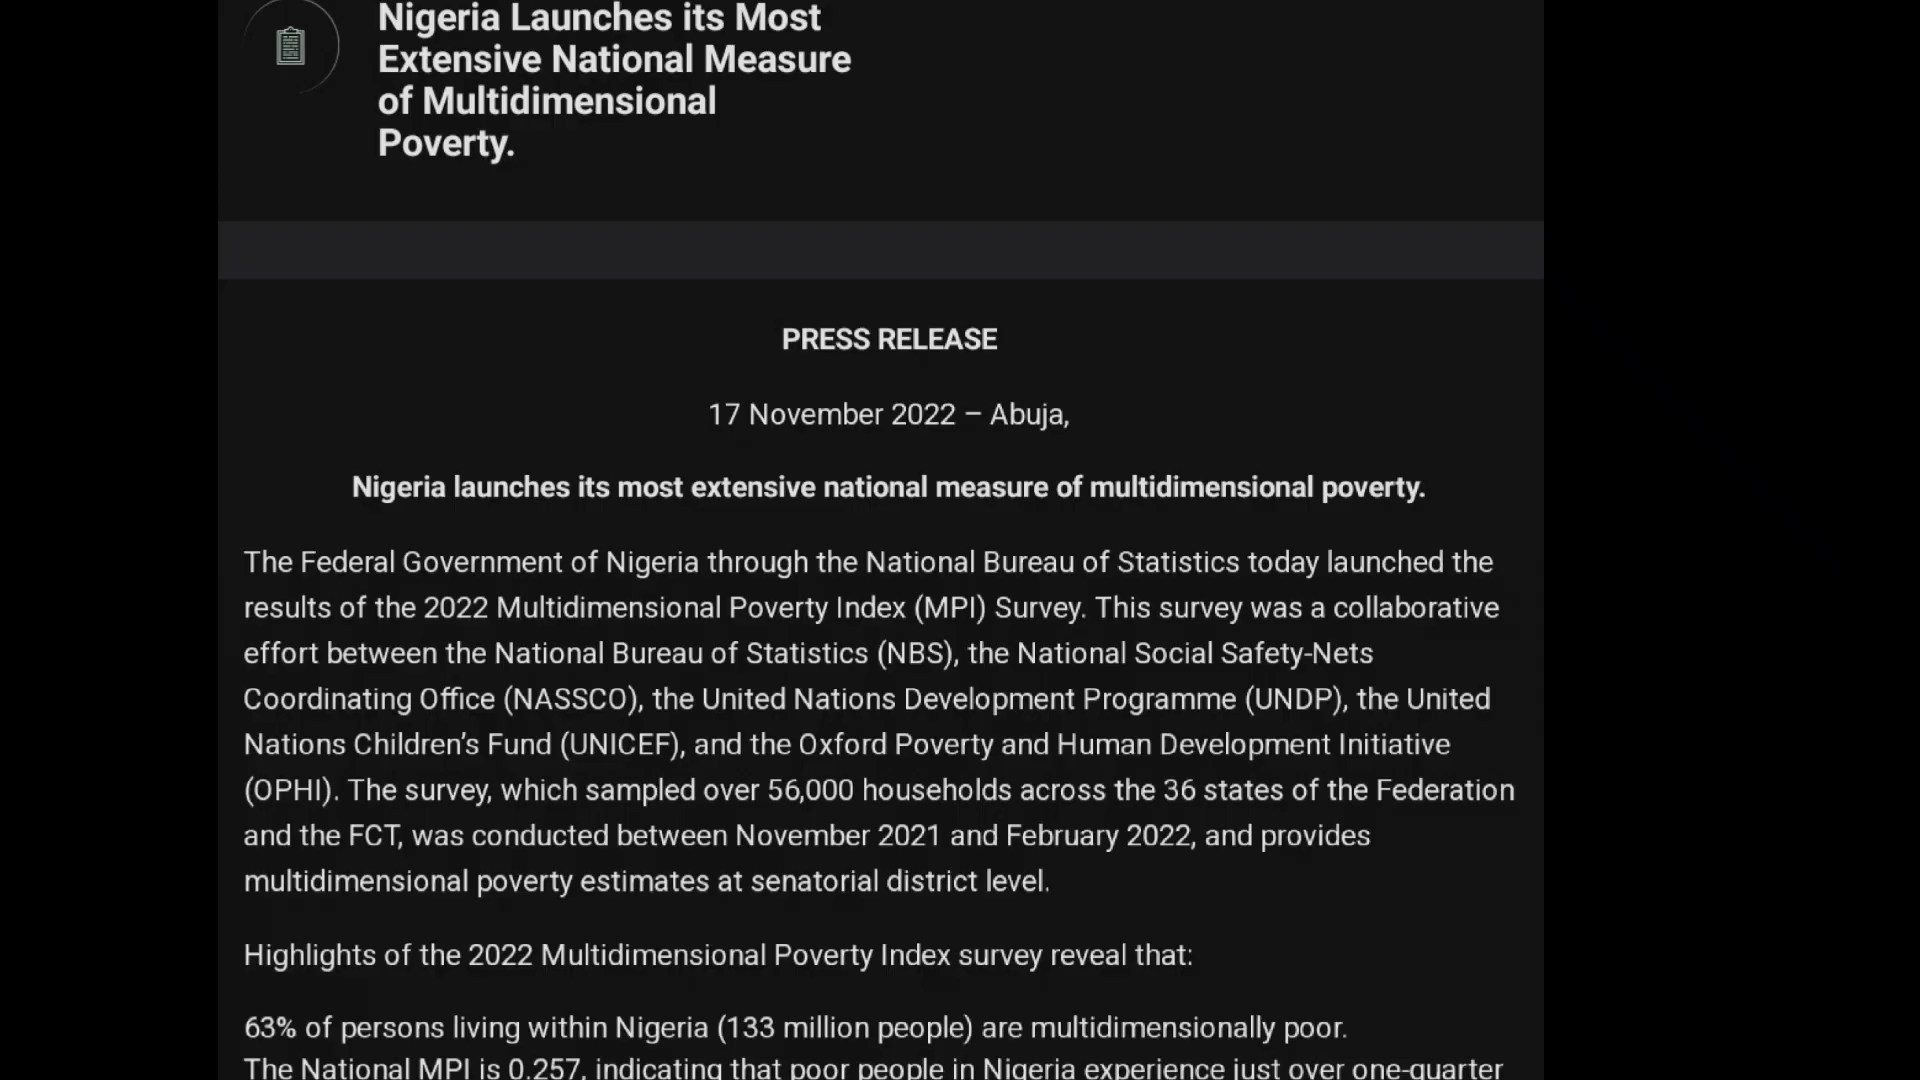 Nigeria Launches its Most
Extensive National Measure
of Multidimensional
Poverty.
PRESS RELEASE
17 November 2022 – Abuja,
Nigeria launches its most extensive national measure of multidimensional poverty.
The Federal Government of Nigeria through the National Bureau of Statistics today launched the
results of the 2022 Multidimensional Poverty Index (MPI) Survey. This survey was a collaborative
effort between the National Bureau of Statistics (NBS), the National Social Safety-Nets
Coordinating Office (NASSCO), the United Nations Development Programme (UNDP), the United
Nations Children’s Fund (UNICEF), and the Oxford Poverty and Human Development Initiative
(OPHI). The survey, which sampled over 56,000 households across the 36 states of the Federation
and the FCT, was conducted between November 2021 and February 2022, and provides
multidimensional poverty estimates at senatorial district level.
Highlights of the 2022 Multidimensional Poverty Index survey reveal that:
63% of persons living within Nigeria (133 million people) are multidimensionally poor.
The National MPI is 0.257, indicating that poor people in Nigeria experience just over one-quarter